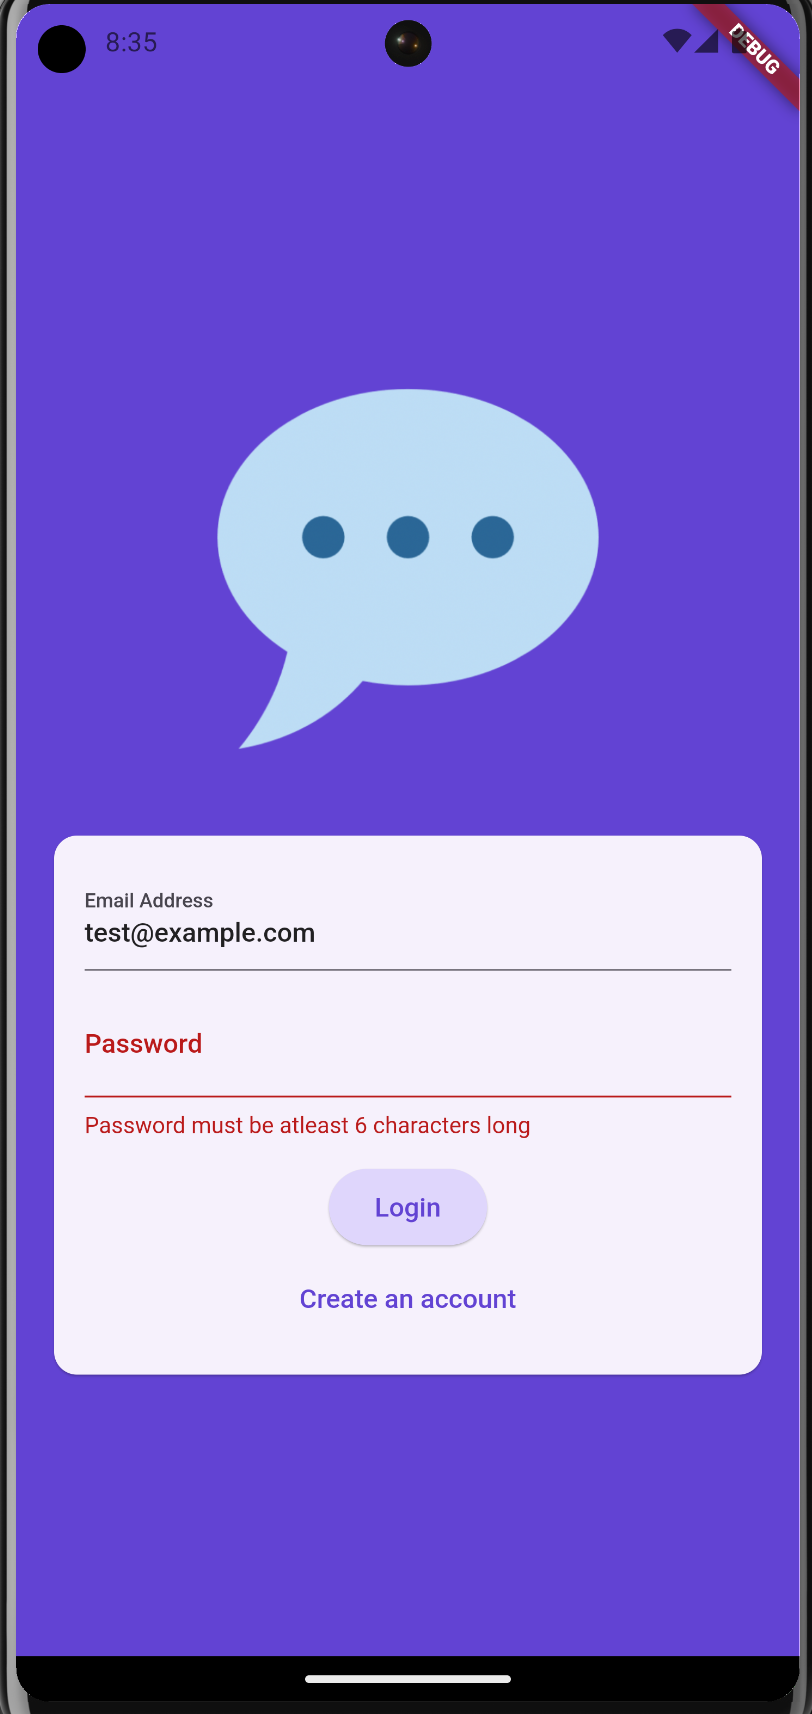 8:35
DEBUG
Email Address
test@example.com
Password
Password must be atleast 6 characters long
Login
Create an account